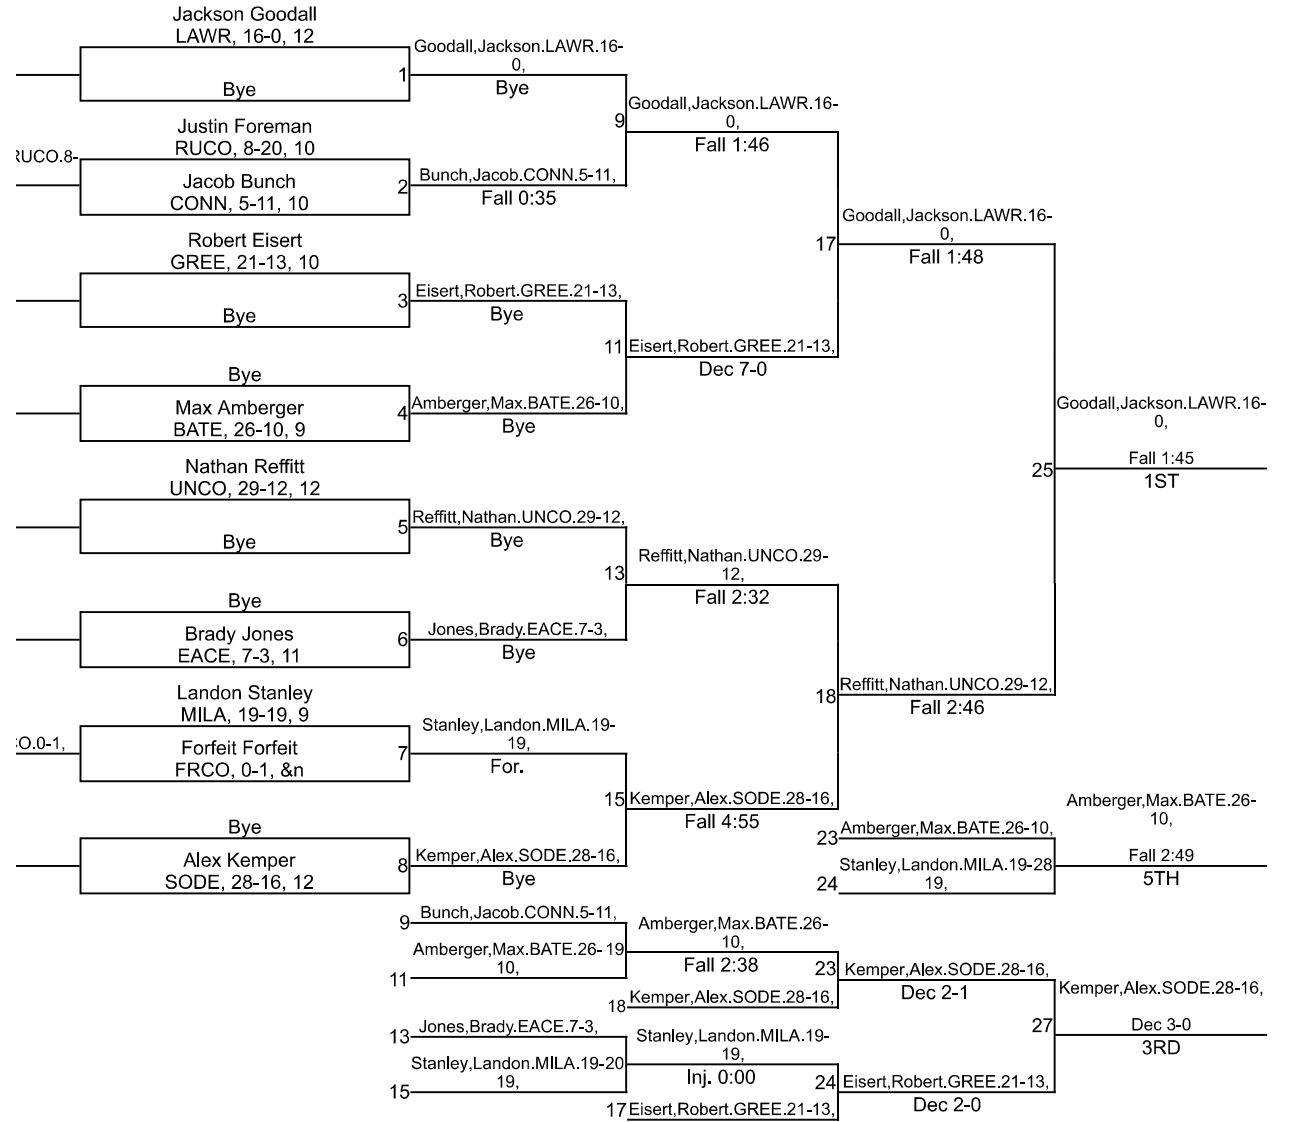 Jackson Goodall
LAWR, 16-0, 12
Bye
1
Goodall,Jackson.LAWR.16-
0,
Bye
Justin Foreman
RUCO, 8-20, 10
RUCO.8-
Jacob Bunch
CONN, 5-11, 10
2
Bunch,Jacob.CONN.5-11,
Fall 0:35
9
Goodall,Jackson.LAWR.16-
0,
Fall 1:46
Robert Eisert
GREE, 21-13, 10
Bye
3
Eisert,Robert.GREE.21-13,
Bye
Bye
Max Amberger
BATE, 26-10, 9
4
Amberger,Max.BATE.26-10,
Bye
11
Eisert,Robert.GREE.21-13,
Dec 7-0
17
Goodall,Jackson.LAWR.16-
0,
Fall 1:48
Nathan Reffitt
UNCO, 29-12, 12
Bye
5
Reffitt,Nathan.UNCO.29-12,
Bye
Bye
Brady Jones
EACE, 7-3, 11
6
Jones,Brady.EACE.7-3,
Bye
13
Reffitt,Nathan.UNCO.29-
12,
Fall 2:32
Landon Stanley
MILA, 19-19, 9
O.0-1,
Forfeit Forfeit
FRCO, 0-1, &n
7
Stanley,Landon.MILA.19-
19,
For.
Bye
Alex Kemper
SODE, 28-16, 12
8
Kemper,Alex.SODE.28-16,
Bye
15
Kemper,Alex.SODE.28-16,
Fall 4:55
18
Reffitt,Nathan.UNCO.29-12,
Fall 2:46
25
Goodall,Jackson.LAWR.16-
0,
Fall 1:45
1ST
23
Amberger,Max.BATE.26-10,
24
Stanley,Landon.MILA.19-28
19,
Amberger,Max.BATE.26-
10,
Fall 2:49
5TH
9
Bunch,Jacob.CONN.5-11,
11
Amberger,Max.BATE.26-19
10,
Amberger,Max.BATE.26-
10,
Fall 2:38
18
Kemper,Alex.SODE.28-16,
23
Kemper,Alex.SODE.28-16,
Dec 2-1
13
Jones,Brady.EACE.7-3,
15
Stanley,Landon.MILA.19-20
19,
Stanley,Landon.MILA.19-
19,
Inj. 0:00
17
Eisert,Robert.GREE.21-13,
24
Eisert,Robert.GREE.21-13,
Dec 2-0
27
Kemper,Alex.SODE.28-16,
Dec 3-0
3RD